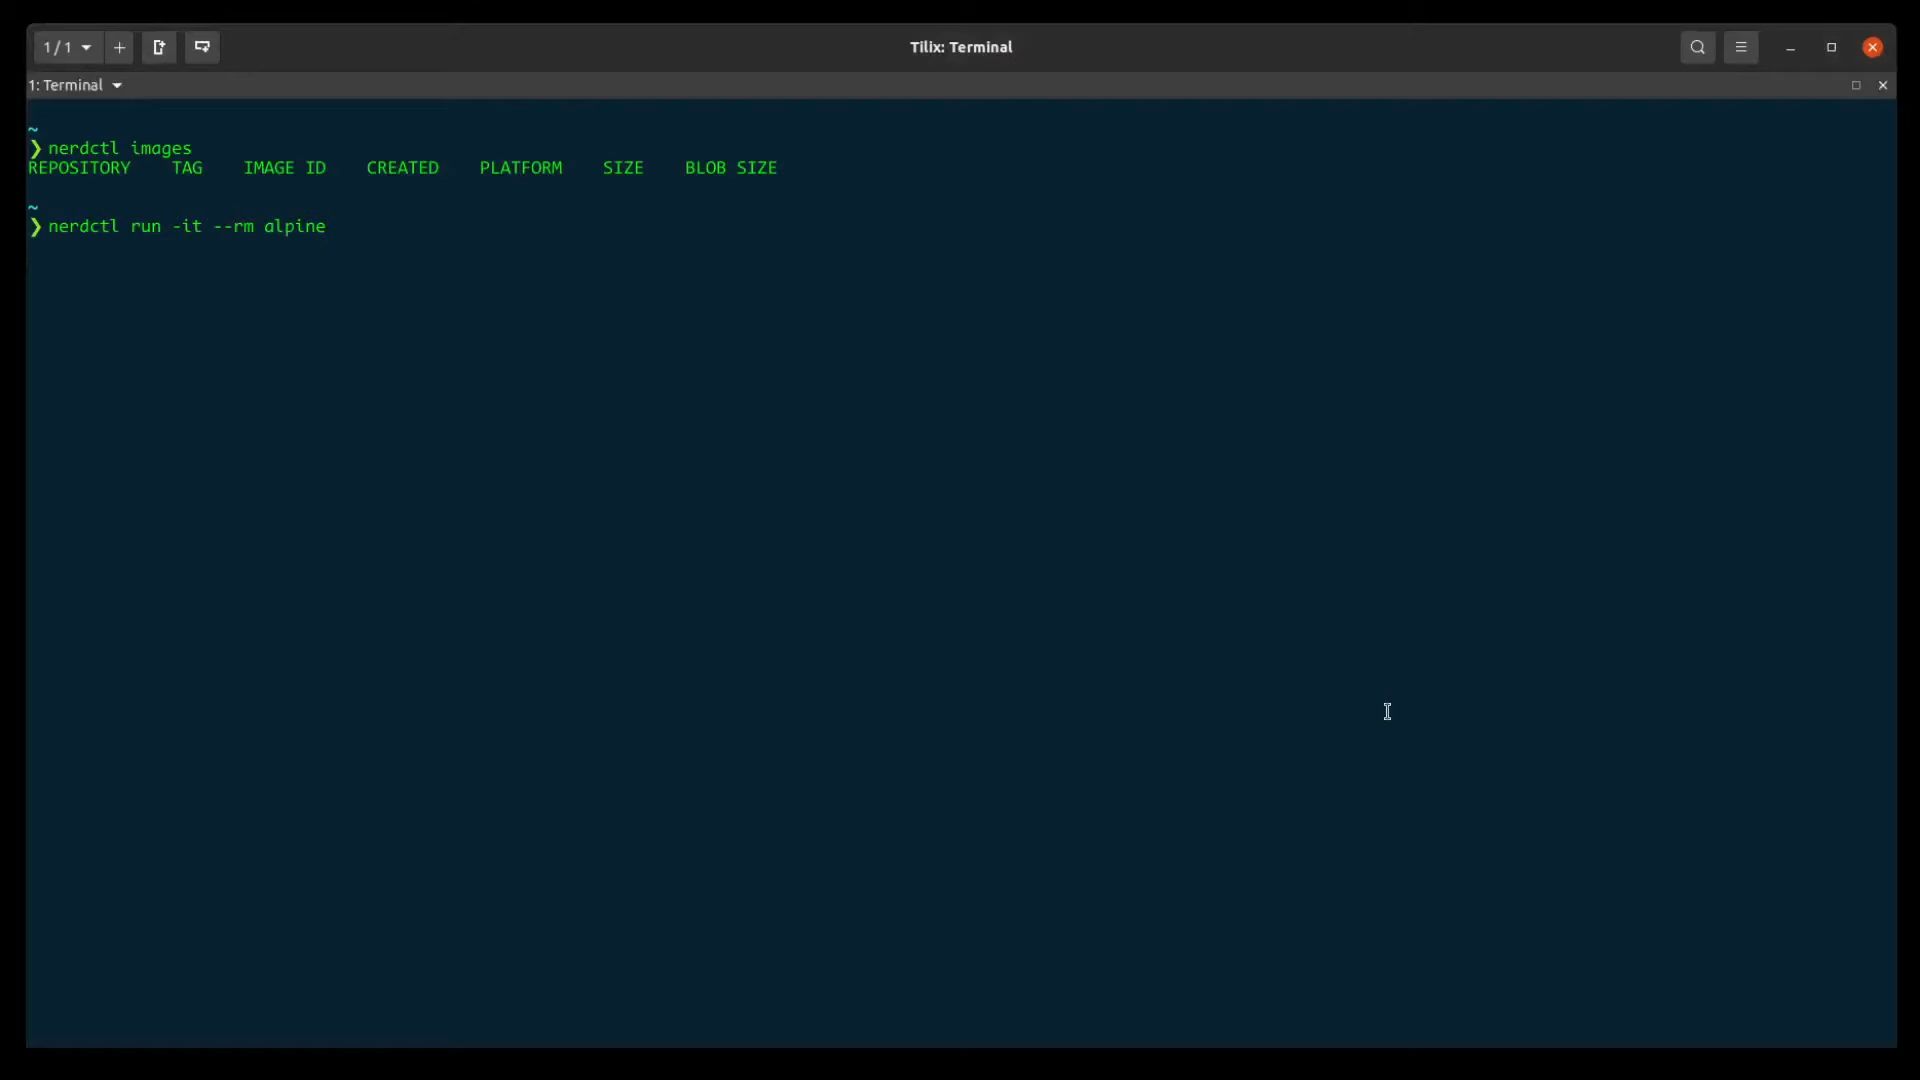 1 / 1
Tilix: Terminal
1: Terminal
~
❯ nerdctl images
REPOSITORY    TAG    IMAGE ID    CREATED    PLATFORM    SIZE    BLOB SIZE
~
❯ nerdctl run -it --rm alpine